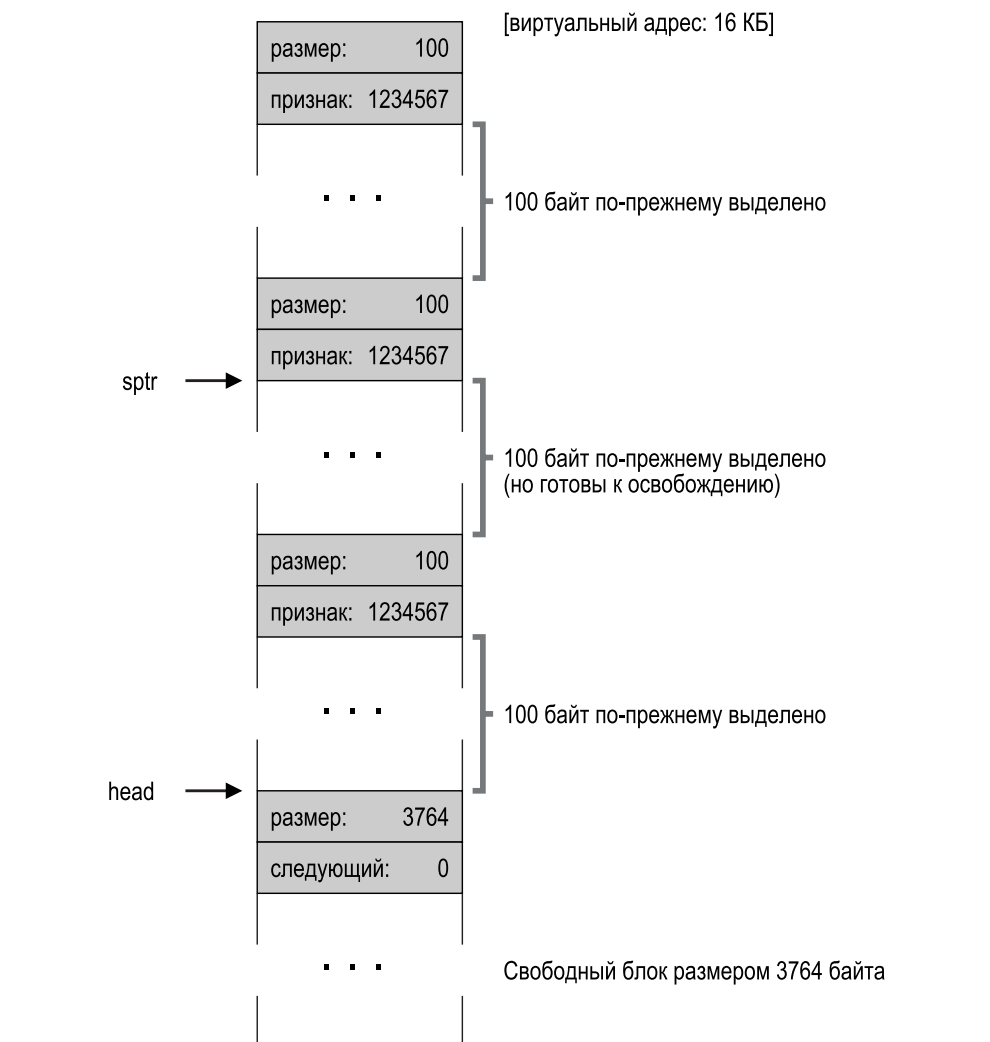 [виртуальный адрес: 16 КБ]
размер: 100
признак: 1234567
. . .
100 байт по-прежнему выделено
размер: 100
признак: 1234567
sptr
. . .
100 байт по-прежнему выделено
(но готовы к освобождению)
размер: 100
признак: 1234567
. . .
100 байт по-прежнему выделено
head
размер: 3764
следующий: 0
. . .
Свободный блок размером 3764 байта